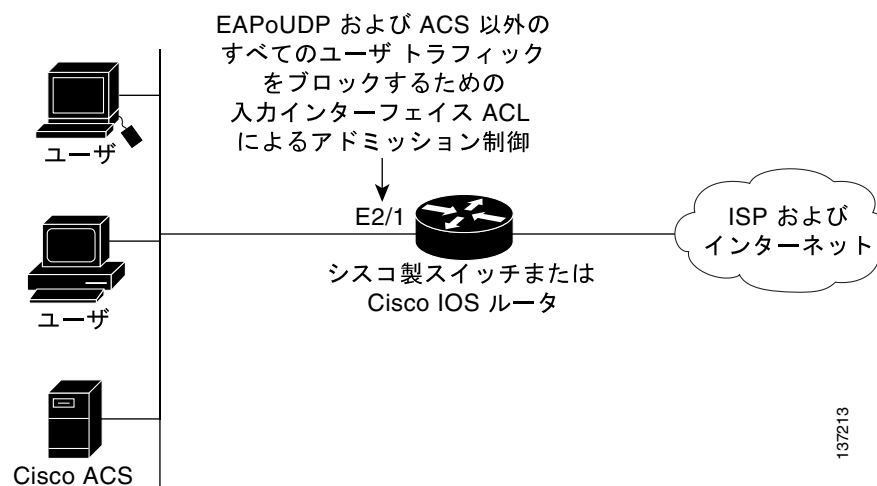 EAPoUDP および ACS 以外の
すべてのユーザ トラフィック
をブロックするための
入力インターフェイス ACL
によるアドミッション制御
ユーザ
E2/1
ISP および
インターネット
シスコ製スイッチまたは
Cisco IOS ルータ
ユーザ
Cisco ACS
137213